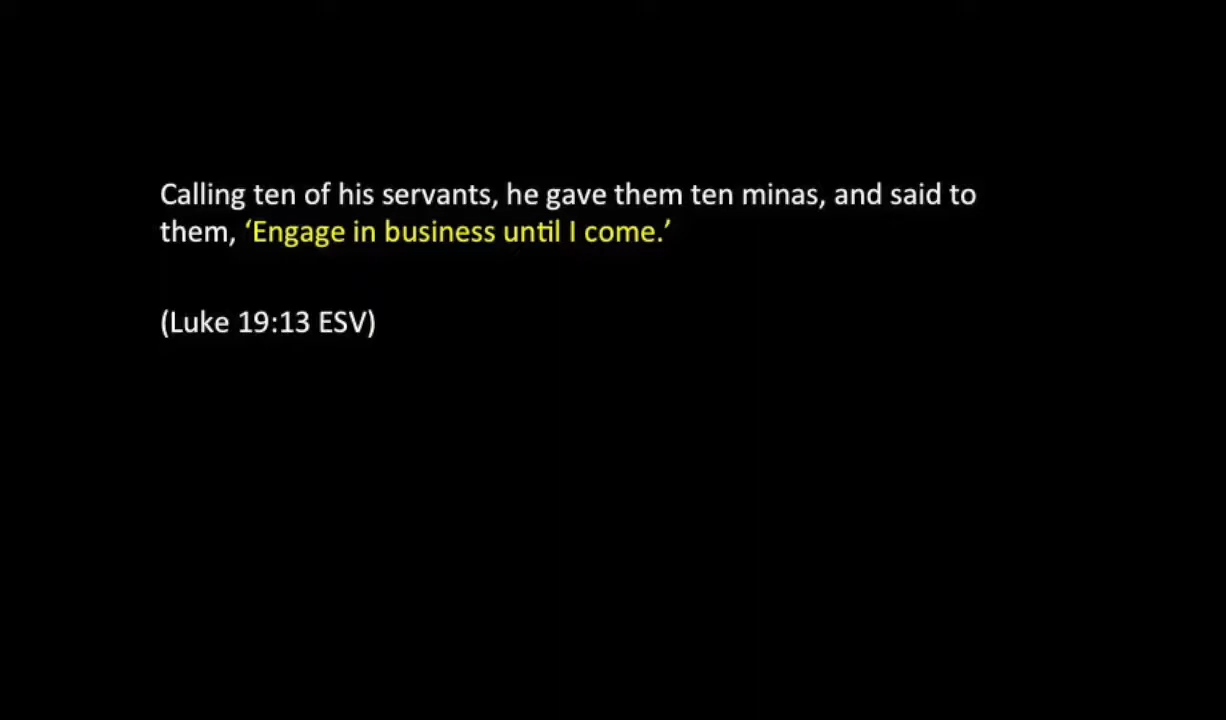 Calling ten of his servants, he gave them ten minas, and said to
them, ‘Engage in business until I come.’
(Luke 19:13 ESV)